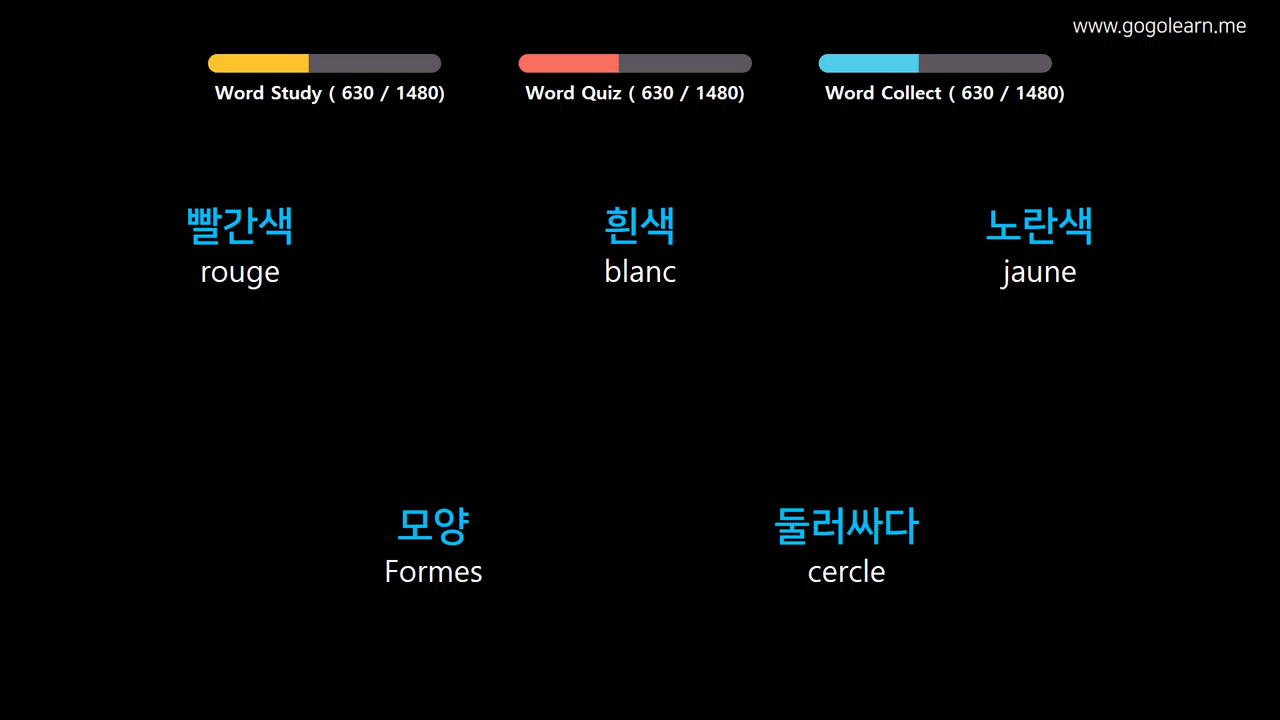 www.gogolearn.me
Word Study ( 630 / 1480)
Word Quiz ( 630 / 1480)
Word Collect ( 630 / 1480)
빨간색
rouge
흰색
blanc
노란색
jaune
모양
Formes
둘러싸다
cercle